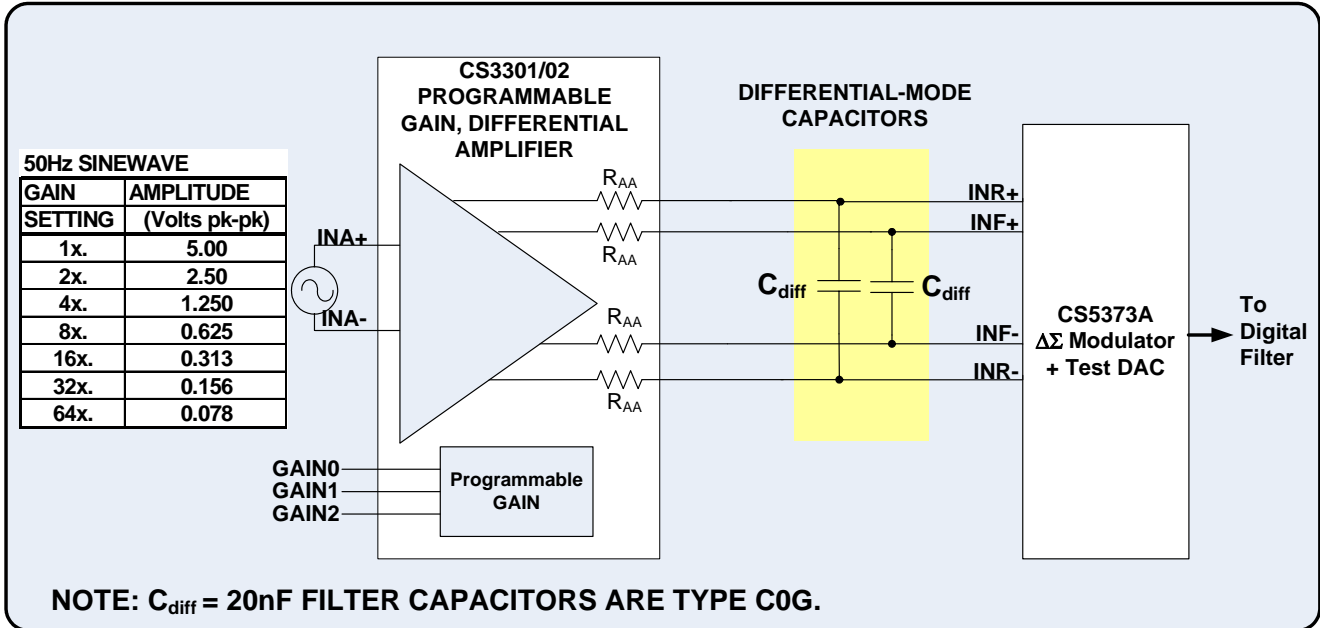 CS3301/02
PROGRAMMABLE
GAIN, DIFFERENTIAL
AMPLIFIER
DIFFERENTIAL-MODE
CAPACITORS
50Hz SINEWAVE
GAIN AMPLITUDE
SETTING (Volts pk-pk)
1x. 5.00
2x. 2.50
4x. 1.250
8x. 0.625
16x. 0.313
32x. 0.156
64x. 0.078
INA+
INA-
RAA
RAA
RAA
RAA
Cdiff
Cdiff
INR+
INF+
INF-
INR-
CS5373A
ΔΣ Modulator
+ Test DAC
To
Digital
Filter
GAIN0
GAIN1
GAIN2
Programmable
GAIN
NOTE: Cdiff = 20nF FILTER CAPACITORS ARE TYPE C0G.